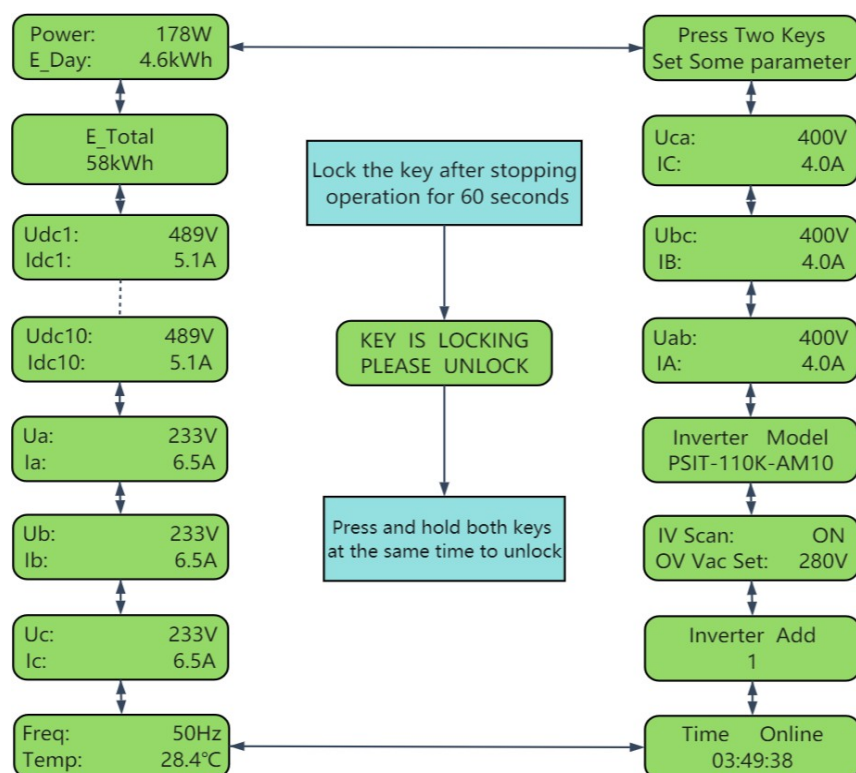 Power: 178W
E_Day: 4.6kWh
E_Total
58kWh
Udc1: 489V
Idc1: 5.1A
Udc10: 489V
Idc10: 5.1A
Ua: 233V
Ia: 6.5A
Ub: 233V
Ib: 6.5A
Uc: 233V
Ic: 6.5A
Freq: 50Hz
Temp: 28.4℃
Lock the key after stopping
operation for 60 seconds
KEY IS LOCKING
PLEASE UNLOCK
Press and hold both keys
at the same time to unlock
Press Two Keys
Set Some parameter
Uca: 400V
IC: 4.0A
Ubc: 400V
IB: 4.0A
Uab: 400V
IA: 4.0A
Inverter Model
PSIT-110K-AM10
IV Scan: ON
OV Vac Set: 280V
Inverter Add
1
Time Online
03:49:38